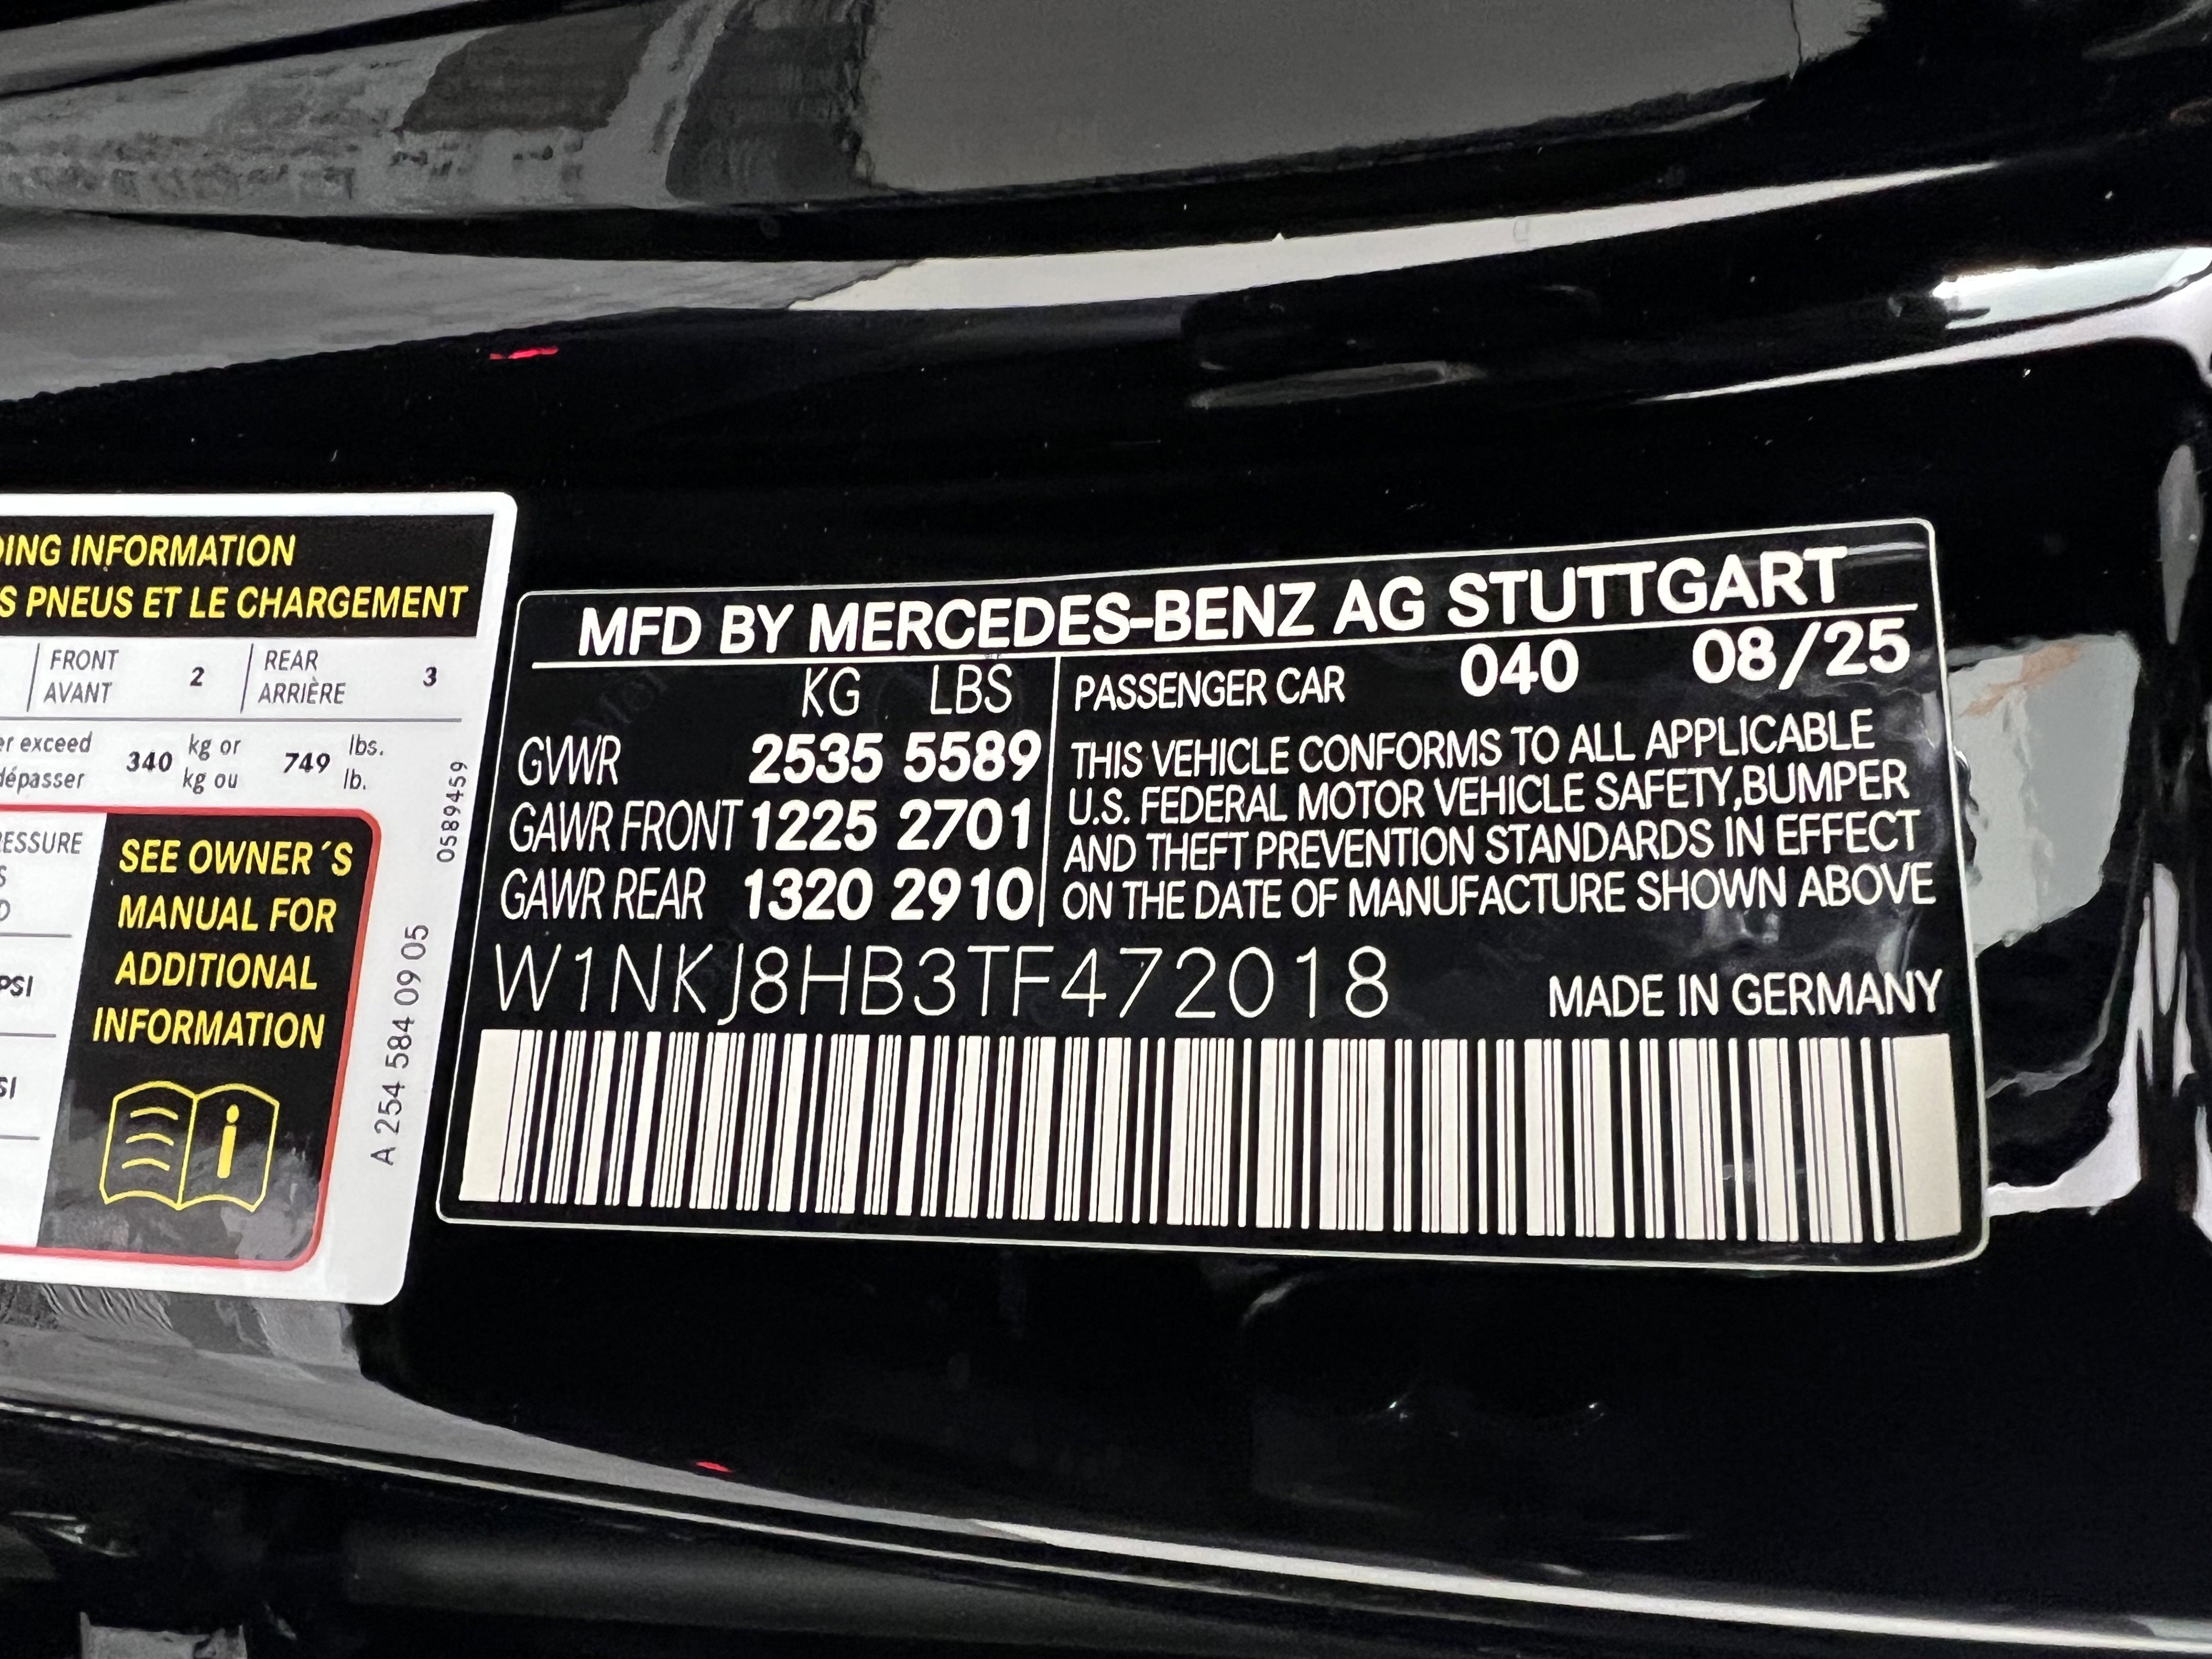 DING INFORMATION
S PNEUS ET LE CHARGEMENT
FRONT 2 REAR 3
AVANT ARRIÈRE
er exceed 340 kg or 749 lbs.
dépasser kg ou lb.
ESSURE
S
D
PSI
SI
SEE OWNER´S
MANUAL FOR
ADDITIONAL
INFORMATION
i
0589459
A 254 584 09 05
MFD BY MERCEDES-BENZ AG STUTTGART
KG LBS
GVWR 2535 5589
GAWR FRONT 1225 2701
GAWR REAR 1320 2910
PASSENGER CAR 040 08/25
THIS VEHICLE CONFORMS TO ALL APPLICABLE
U.S. FEDERAL MOTOR VEHICLE SAFETY,BUMPER
AND THEFT PREVENTION STANDARDS IN EFFECT
ON THE DATE OF MANUFACTURE SHOWN ABOVE
W1NKJ8HB3TF472018
MADE IN GERMANY